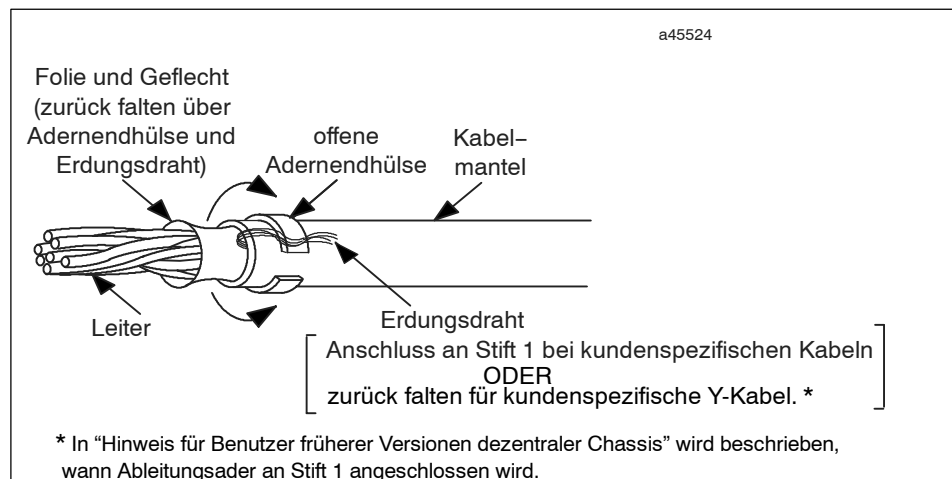 a45524
Folie und Geflecht
(zurück falten über
Adernendhülse und
Erdungsdraht)
offene
Adernendhülse
Kabel–
mantel
Leiter
Erdungsdraht
Anschluss an Stift 1 bei kundenspezifischen Kabeln
ODER
zurück falten für kundenspezifische Y-Kabel. *
* In “Hinweis für Benutzer früherer Versionen dezentraler Chassis” wird beschrieben,
wann Ableitungsader an Stift 1 angeschlossen wird.